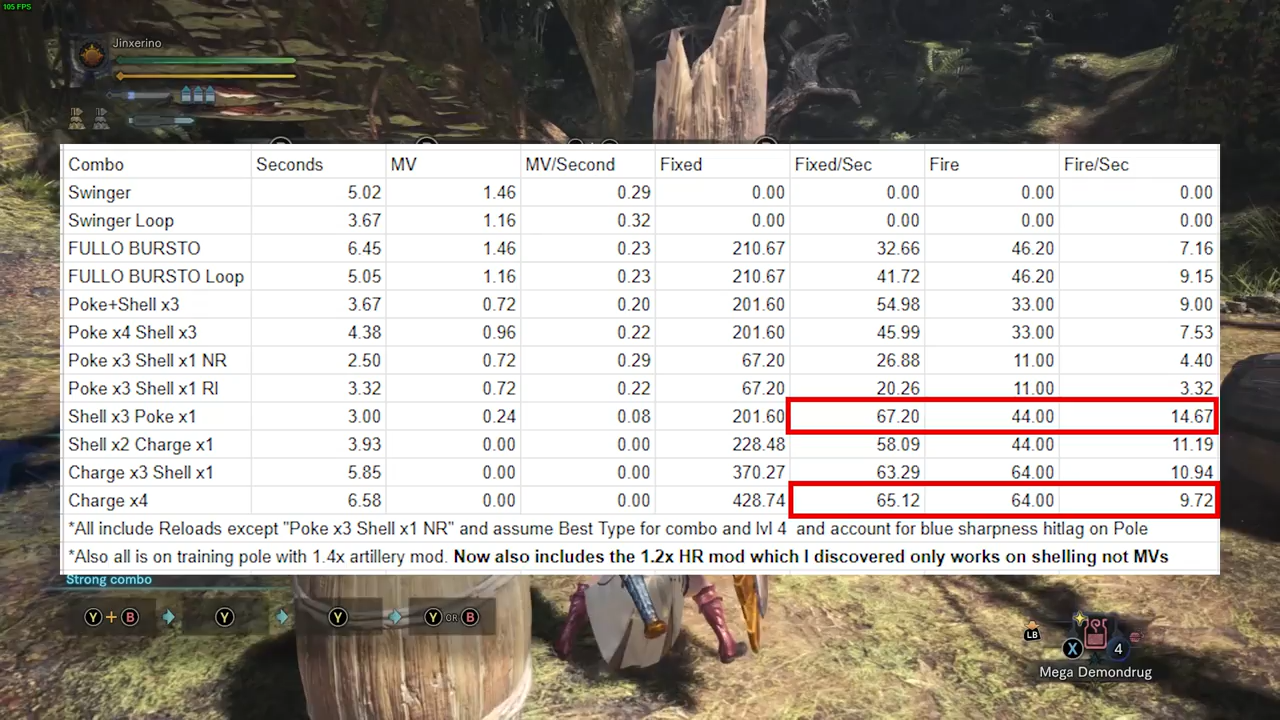 105 FPS
Jinxerino
Combo Seconds MV MV/Second Fixed Fixed/Sec Fire Fire/Sec
Swinger 5.02 1.46 0.29 0.00 0.00 0.00 0.00
Swinger Loop 3.67 1.16 0.32 0.00 0.00 0.00 0.00
FULLO BURSTO 6.45 1.46 0.23 210.67 32.66 46.20 7.16
FULLO BURSTO Loop 5.05 1.16 0.23 210.67 41.72 46.20 9.15
Poke+Shell x3 3.67 0.72 0.20 201.60 54.98 33.00 9.00
Poke x4 Shell x3 4.38 0.96 0.22 201.60 45.99 33.00 7.53
Poke x3 Shell x1 NR 2.50 0.72 0.29 67.20 26.88 11.00 4.40
Poke x3 Shell x1 RI 3.32 0.72 0.22 67.20 20.26 11.00 3.32
Shell x3 Poke x1 3.00 0.24 0.08 201.60 67.20 44.00 14.67
Shell x2 Charge x1 3.93 0.00 0.00 228.48 58.09 44.00 11.19
Charge x3 Shell x1 5.85 0.00 0.00 370.27 63.29 64.00 10.94
Charge x4 6.58 0.00 0.00 428.74 65.12 64.00 9.72
*All include Reloads except "Poke x3 Shell x1 NR" and assume Best Type for combo and lvl 4 and account for blue sharpness hitlag on Pole
*Also all is on training pole with 1.4x artillery mod. Now also includes the 1.2x HR mod which I discovered only works on shelling not MVs
Strong combo
Y + B Y Y Y OR B
LB
X 4
Mega Demondrug